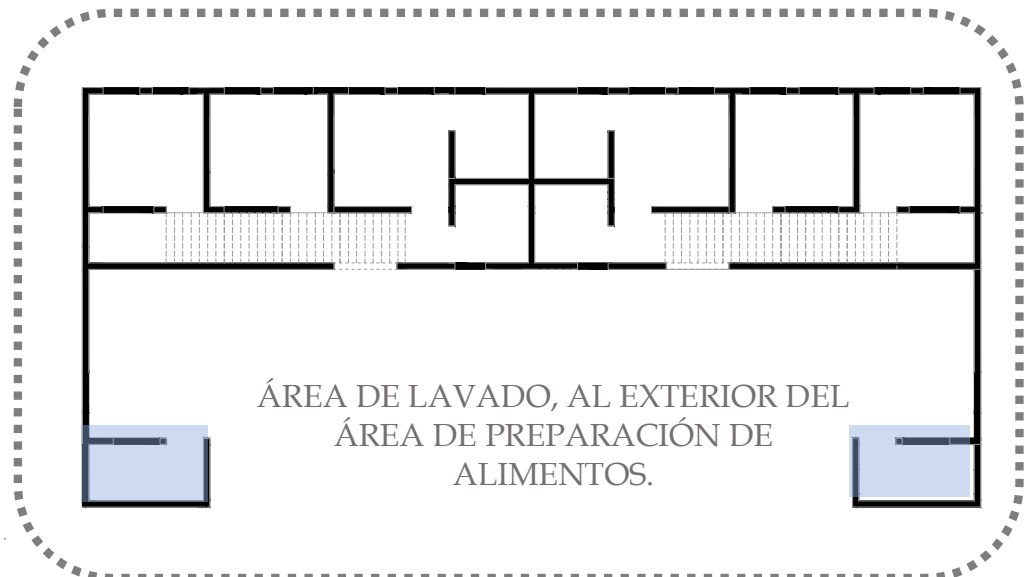 ÁREA DE LAVADO, AL EXTERIOR DEL
ÁREA DE PREPARACIÓN DE
ALIMENTOS.